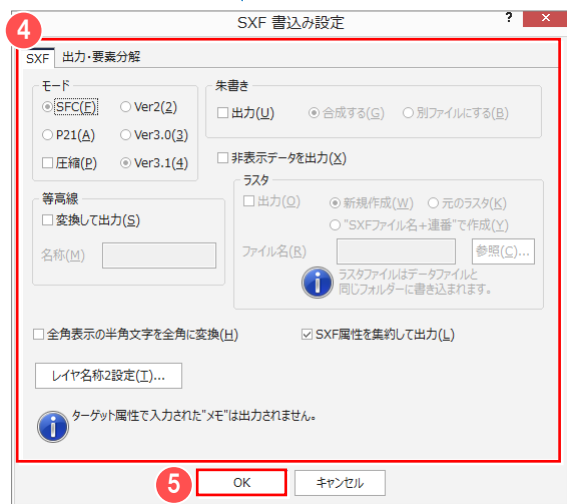 SXF 書込み設定 ? ×
4
SXF 出力・要素分解
モード
SFC(F) Ver2(2)
P21(A) Ver3.0(3)
圧縮(P) Ver3.1(4)
朱書き
出力(U) 合成する(G) 別ファイルにする(B)
非表示データを出力(X)
等高線
変換して出力(S)
名称(M)
ラスタ
出力(O) 新規作成(W) 元のラスタ(K)
"SXFファイル名+連番"で作成(Y)
ファイル名(R) 参照(C)...
ラスタファイルはデータファイルと
同じフォルダーに書き込まれます。
全角表示の半角文字を全角に変換(H) SXF属性を集約して出力(L)
レイヤ名称2設定(T)...
ターゲット属性で入力された"メモ"は出力されません。
5 OK キャンセル